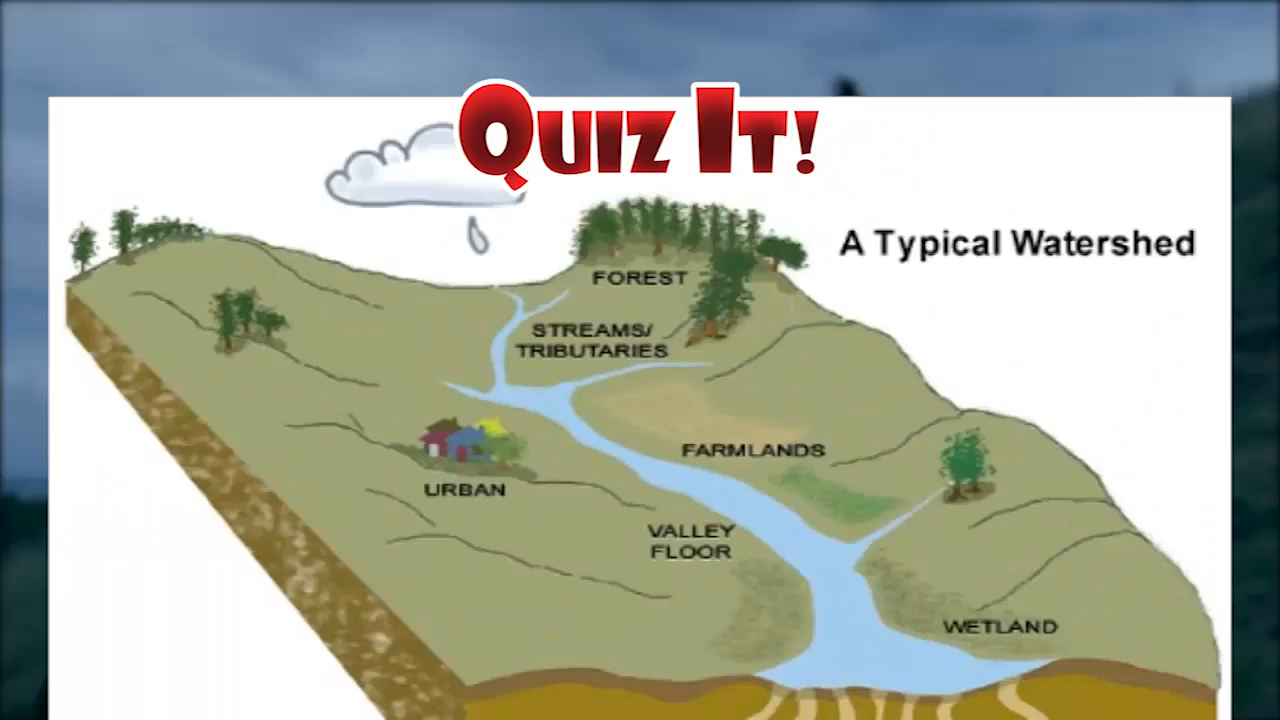 QUIZ IT!
A Typical Watershed
FOREST
STREAMS/
TRIBUTARIES
FARMLANDS
URBAN
VALLEY
FLOOR
WETLAND